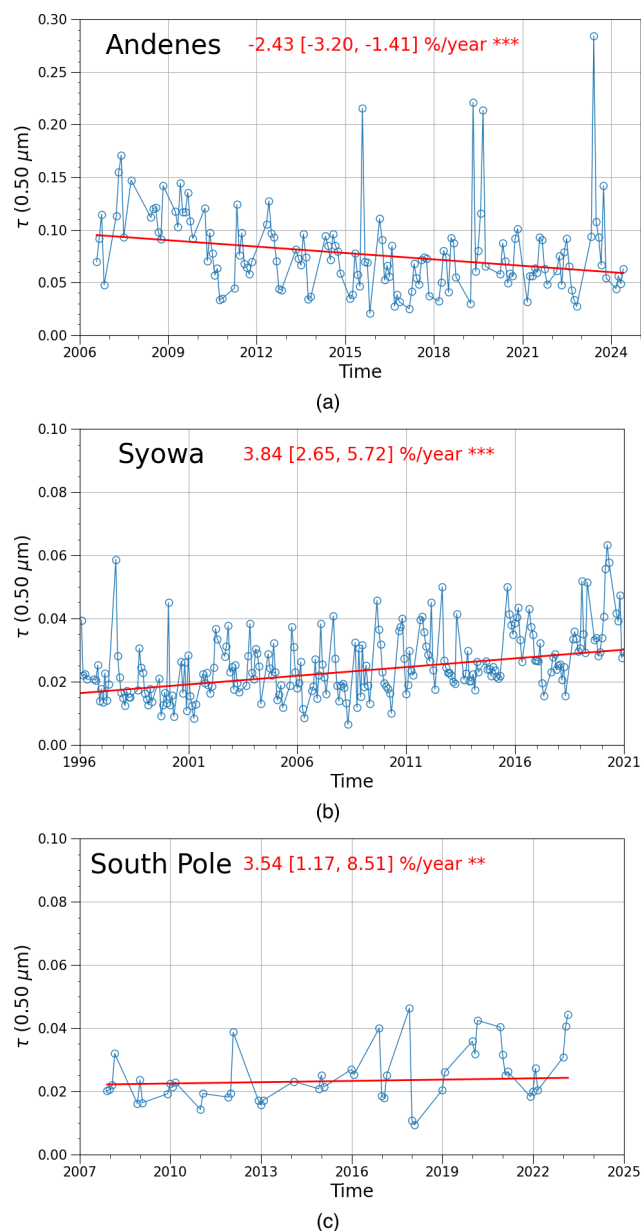 Andenes -2.43 [-3.20, -1.41] %/year ***
0.30
0.25
0.20
0.15
0.10
0.05
0.00
τ (0.50 μm)
2006 2009 2012 2015 2018 2021 2024
Time
(a)
Syowa 3.84 [2.65, 5.72] %/year ***
0.10
0.08
0.06
0.04
0.02
0.00
τ (0.50 μm)
1996 2001 2006 2011 2016 2021
Time
(b)
South Pole 3.54 [1.17, 8.51] %/year **
0.10
0.08
0.06
0.04
0.02
0.00
τ (0.50 μm)
2007 2010 2013 2016 2019 2022 2025
Time
(c)